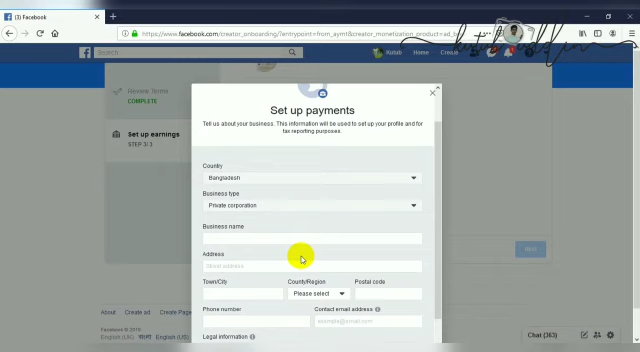 (3) Facebook
https://www.facebook.com/creator_onboarding/?entrypoint=from_aymt&creator_monetization_product=ad_b
Search
Kutub
Home
Create
Review Terms
COMPLETE
Set up earnings
STEP 3/3
Set up payments
Tell us about your business. This information will be used to set up your profile and for
tax reporting purposes.
Country
Bangladesh
Business type
Private corporation
Business name
Address
Street address
Town/City
County/Region
Postal code
Please select
Phone number
Contact email address
example@email.com
Legal information
Next
About
Create ad
Create Page
Facebook © 2019
English (UK)
বাংলা
English (US)
Chat (363)